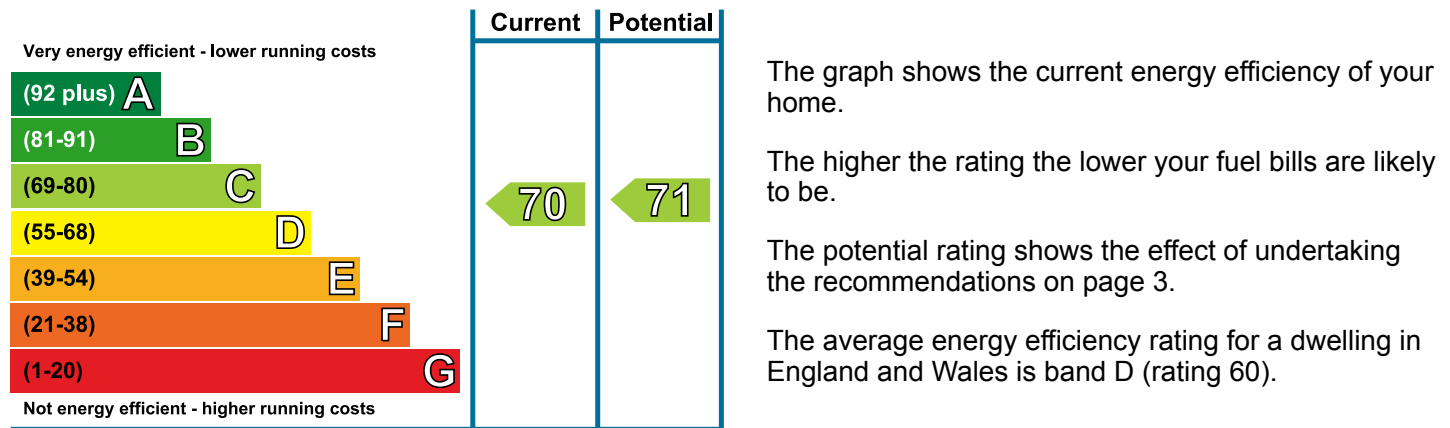 Current Potential
Very energy efficient - lower running costs
(92 plus) A
(81-91) B
(69-80) C
(55-68) D
(39-54) E
(21-38) F
(1-20) G
Not energy efficient - higher running costs
70 71
The graph shows the current energy efficiency of your
home.
The higher the rating the lower your fuel bills are likely
to be.
The potential rating shows the effect of undertaking
the recommendations on page 3.
The average energy efficiency rating for a dwelling in
England and Wales is band D (rating 60).